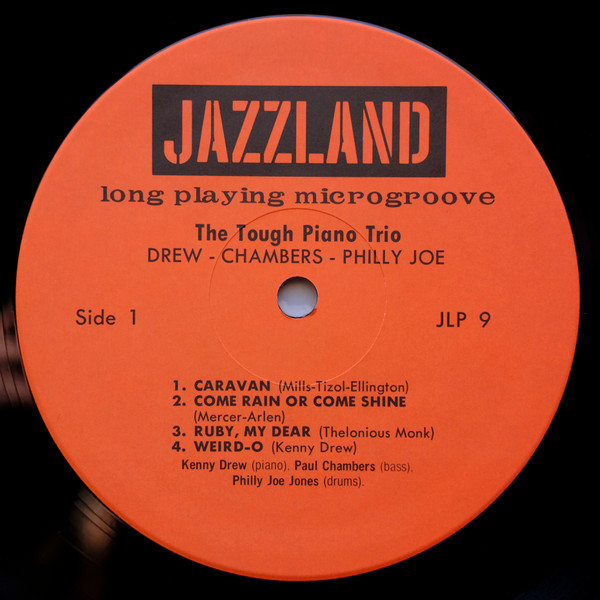 JAZZLAND
long playing microgroove
The Tough Piano Trio
DREW - CHAMBERS - PHILLY JOE
Side 1
JLP 9
1. CARAVAN (Mills-Tizol-Ellington)
2. COME RAIN OR COME SHINE
(Mercer-Arlen)
3. RUBY, MY DEAR (Thelonious Monk)
4. WEIRD-O (Kenny Drew)
Kenny Drew (piano). Paul Chambers (bass).
Philly Joe Jones (drums).